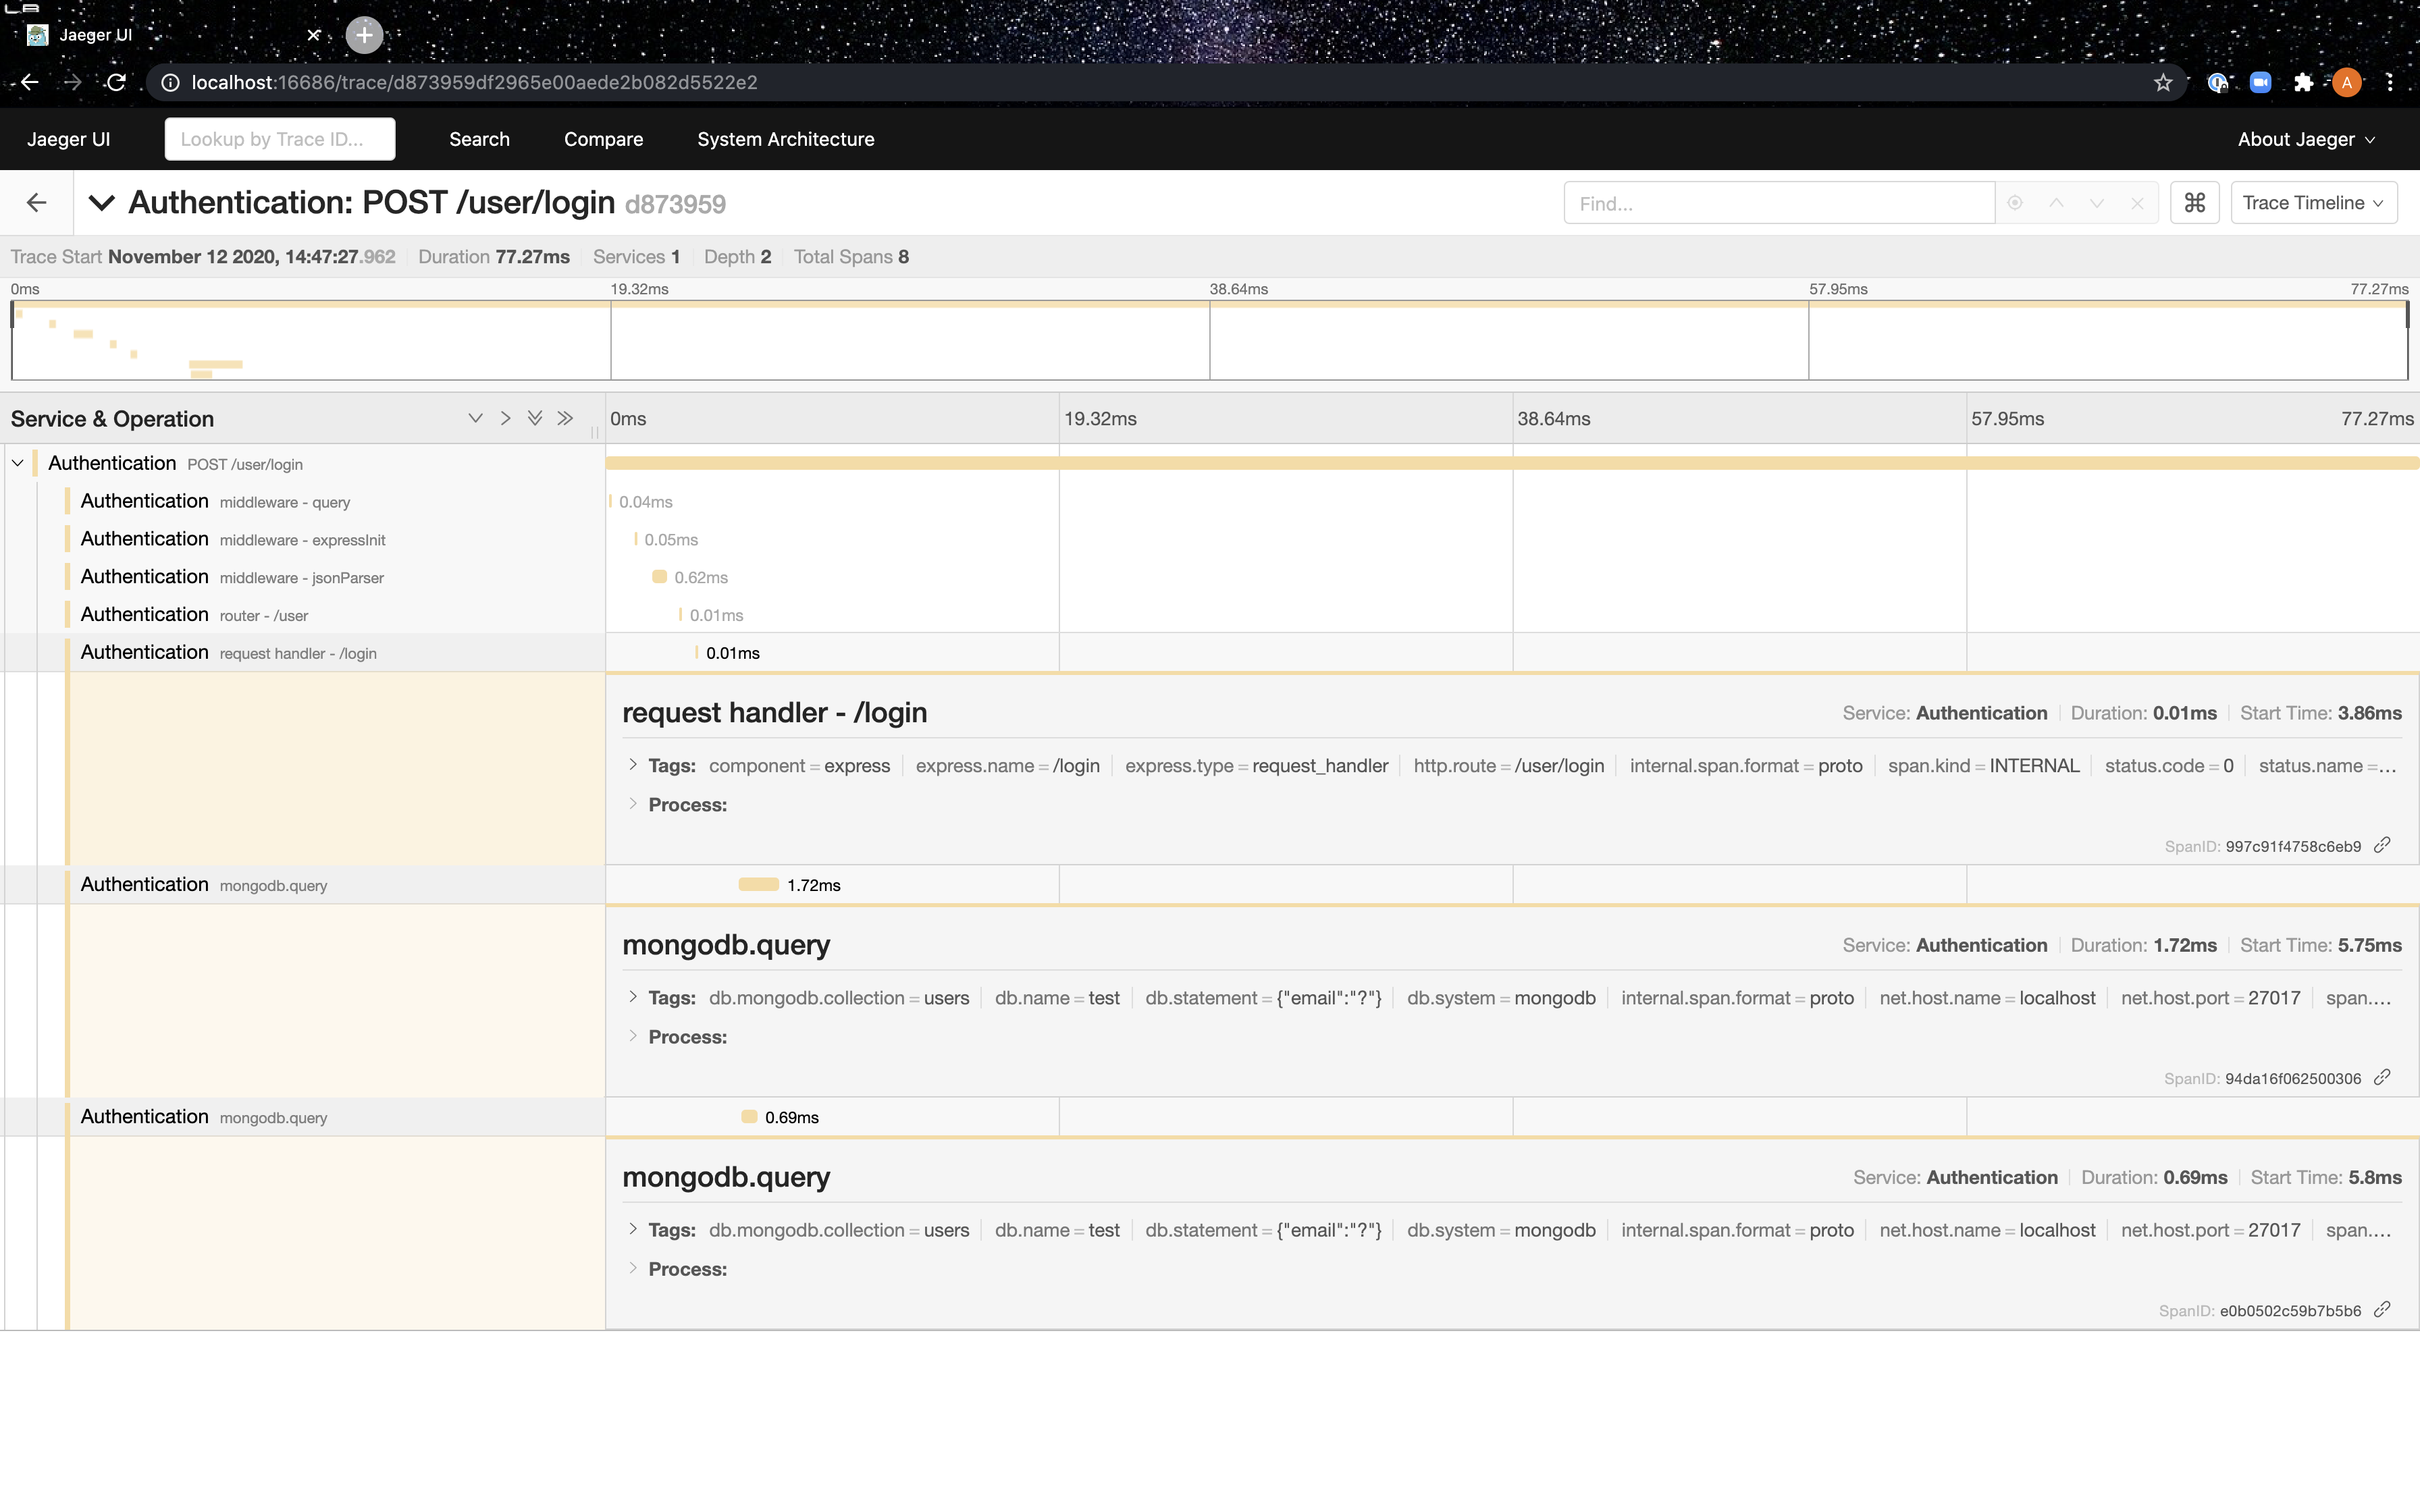 Jaeger UI
localhost:16686/trace/d873959df2965e00aede2b082d5522e2
A
Jaeger UI Lookup by Trace ID... Search Compare System Architecture About Jaeger
Authentication: POST /user/login d873959 Find... Trace Timeline
Trace Start November 12 2020, 14:47:27.962 Duration 77.27ms Services 1 Depth 2 Total Spans 8
0ms 19.32ms 38.64ms 57.95ms 77.27ms
Service & Operation 0ms 19.32ms 38.64ms 57.95ms 77.27ms
Authentication POST /user/login
Authentication middleware - query 0.04ms
Authentication middleware - expressInit 0.05ms
Authentication middleware - jsonParser 0.62ms
Authentication router - /user 0.01ms
Authentication request handler - /login 0.01ms
request handler - /login Service: Authentication Duration: 0.01ms Start Time: 3.86ms
Tags: component = express express.name = /login express.type = request_handler http.route = /user/login internal.span.format = proto span.kind = INTERNAL status.code = 0 status.name =...
Process:
SpanID: 997c91f4758c6eb9
Authentication mongodb.query 1.72ms
mongodb.query Service: Authentication Duration: 1.72ms Start Time: 5.75ms
Tags: db.mongodb.collection = users db.name = test db.statement = {"email":"?"} db.system = mongodb internal.span.format = proto net.host.name = localhost net.host.port = 27017 span....
Process:
SpanID: 94da16f062500306
Authentication mongodb.query 0.69ms
mongodb.query Service: Authentication Duration: 0.69ms Start Time: 5.8ms
Tags: db.mongodb.collection = users db.name = test db.statement = {"email":"?"} db.system = mongodb internal.span.format = proto net.host.name = localhost net.host.port = 27017 span....
Process:
SpanID: e0b0502c59b7b5b6